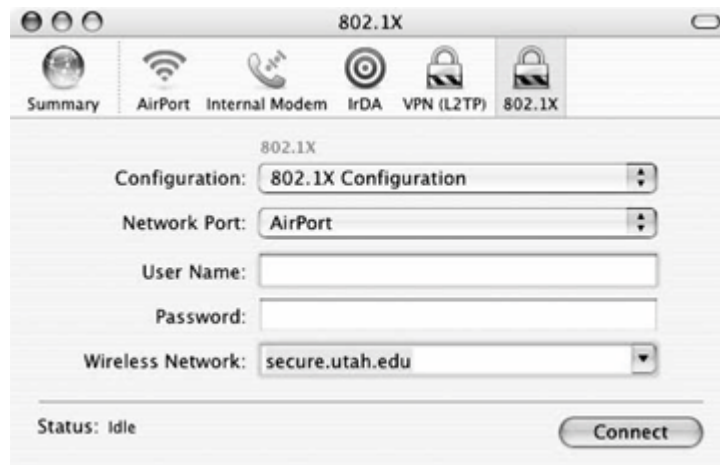 802.1X
Summary AirPort Internal Modem IrDA VPN (L2TP) 802.1X
802.1X
Configuration: 802.1X Configuration
Network Port: AirPort
User Name:
Password:
Wireless Network: secure.utah.edu
Status: Idle Connect